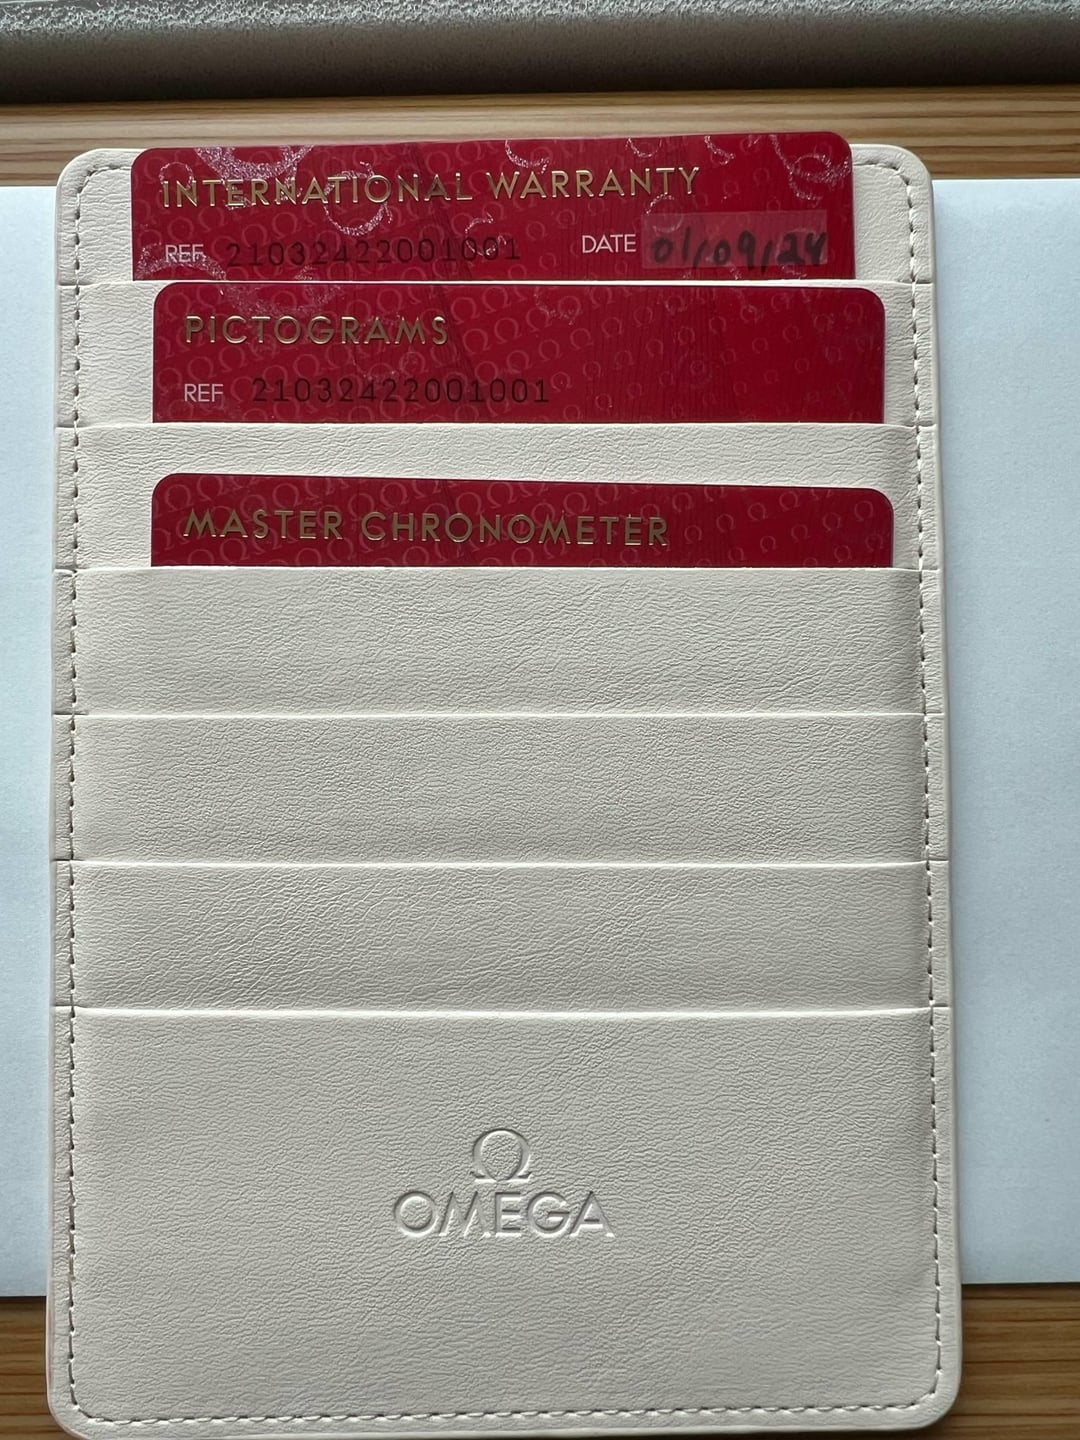 INTERNATIONAL WARRANTY
REF. 21032422001001 DATE 01/09/24
PICTOGRAMS
REF 21032422001001
MASTER CHRONOMETER
Ω
OMEGA